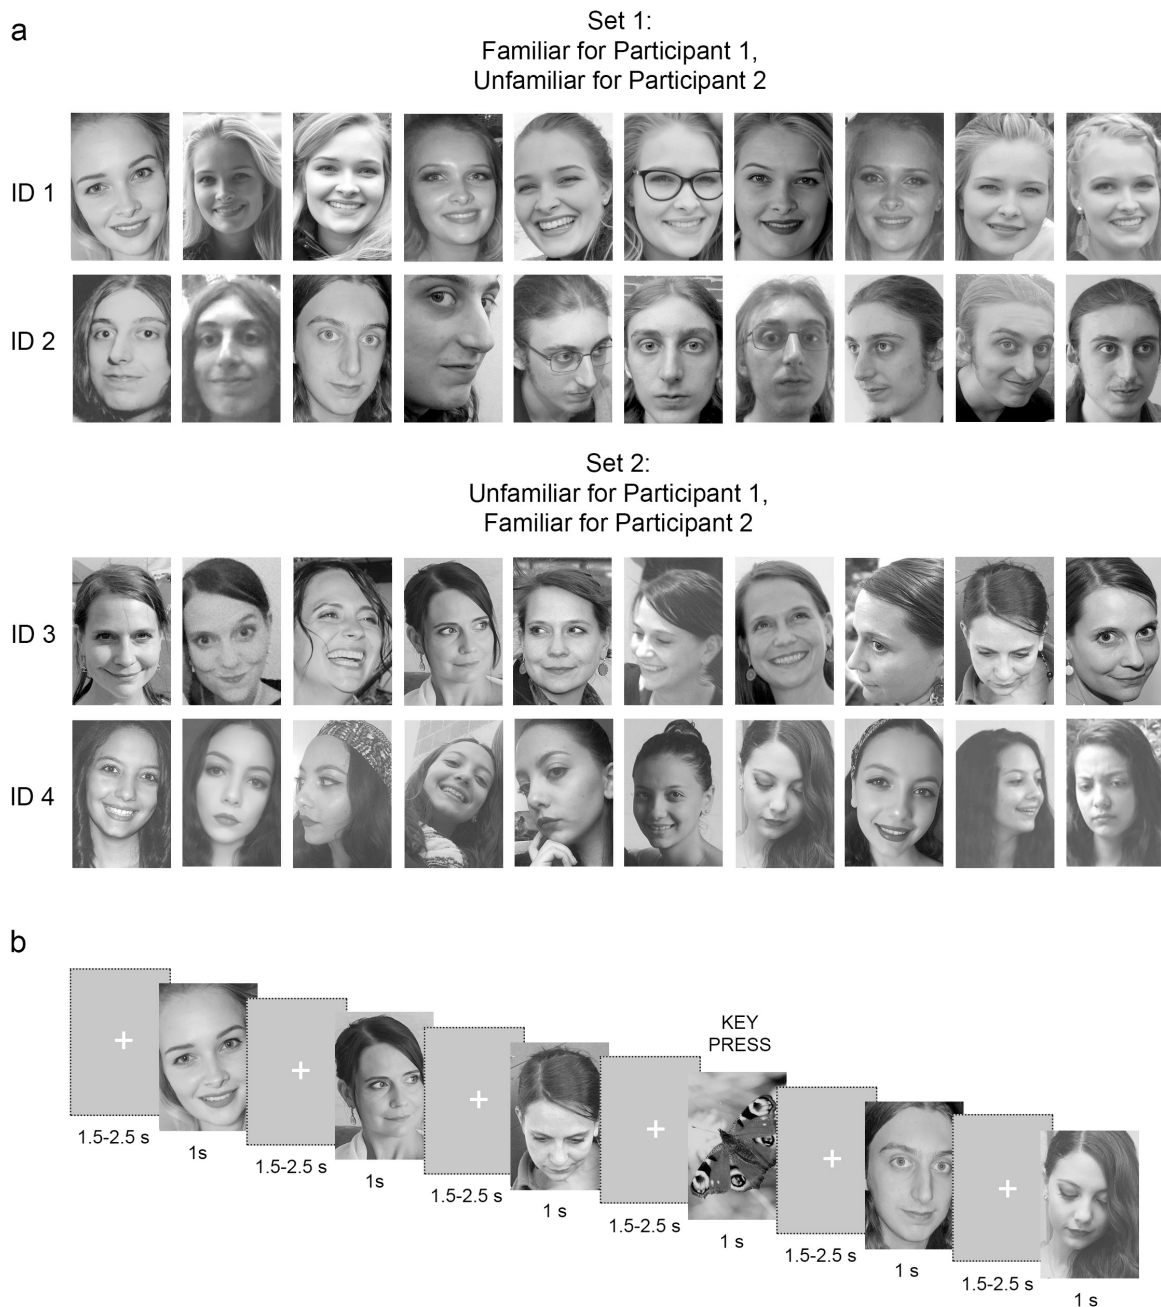 a
Set 1:
Familiar for Participant 1,
Unfamiliar for Participant 2
ID 1
ID 2
Set 2:
Unfamiliar for Participant 1,
Familiar for Participant 2
ID 3
ID 4
b
KEY
PRESS
1.5-2.5 s
1s
1.5-2.5 s
1s
1.5-2.5 s
1 s
1.5-2.5 s
1 s
1.5-2.5 s
1 s
1.5-2.5 s
1 s